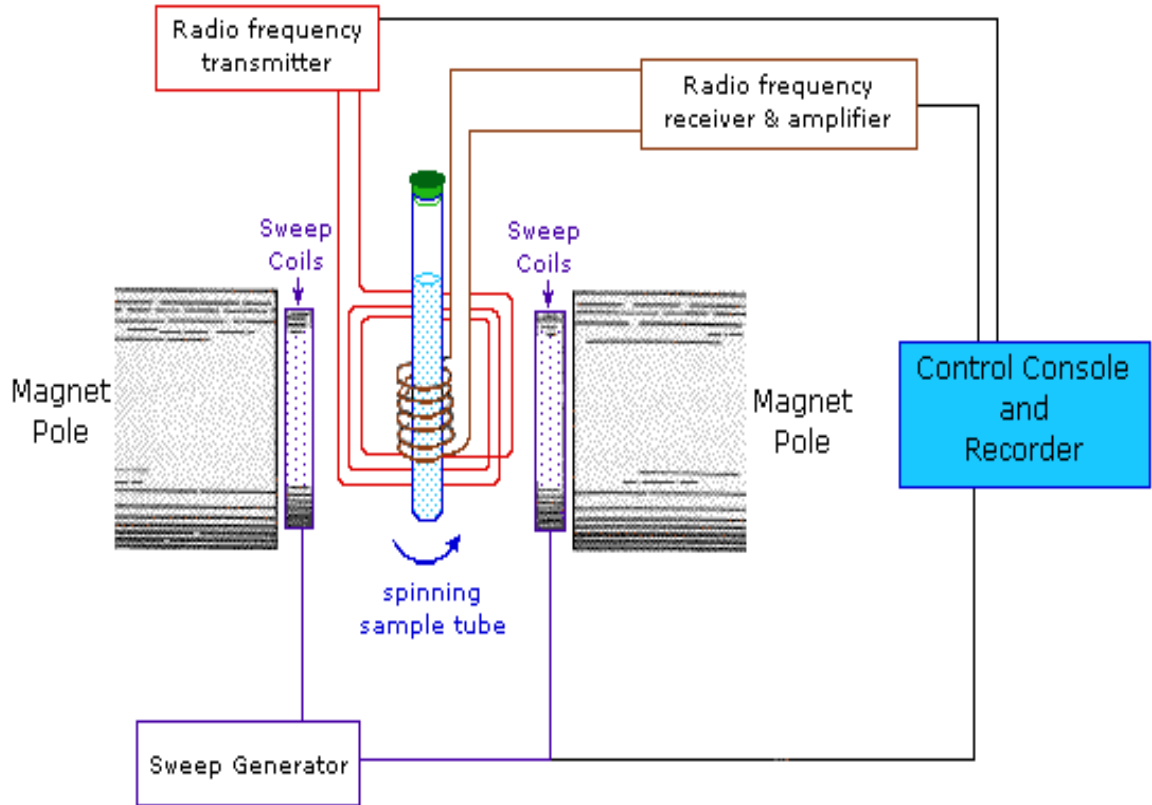 Radio frequency
transmitter
Radio frequency
receiver & amplifier
Sweep
Coils
Sweep
Coils
Magnet
Pole
Magnet
Pole
Control Console
and
Recorder
spinning
sample tube
Sweep Generator